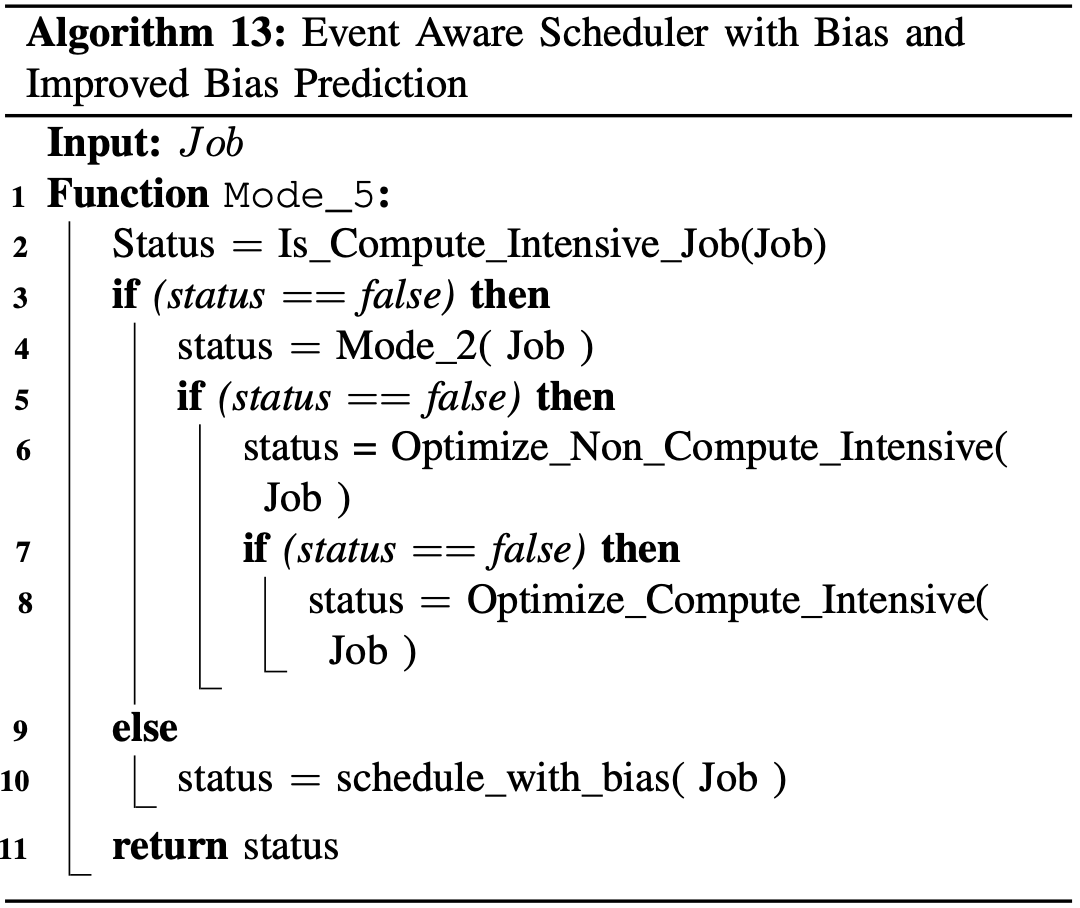 Algorithm 13: Event Aware Scheduler with Bias and
Improved Bias Prediction
Input: Job
1 Function Mode_5:
2 Status = Is_Compute_Intensive_Job(Job)
3 if (status == false) then
4 status = Mode_2( Job )
5 if (status == false) then
6 status = Optimize_Non_Compute_Intensive(
Job )
7 if (status == false) then
8 status = Optimize_Compute_Intensive(
Job )
9 else
10 status = schedule_with_bias( Job )
11 return status